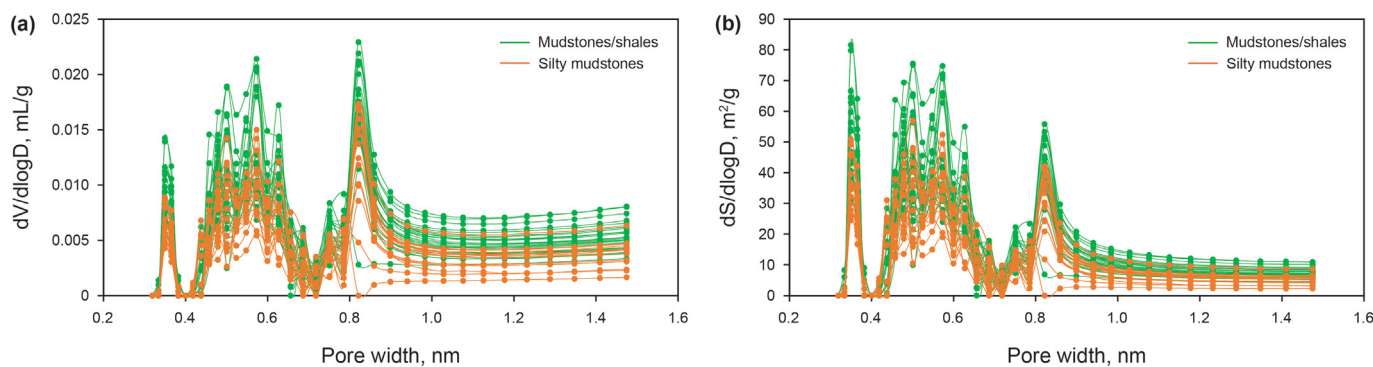 (a)
0.025
0.020
0.015
0.010
0.005
0
dV/dlogD, mL/g
Mudstones/shales
Silty mudstones
0.2 0.4 0.6 0.8 1.0 1.2 1.4 1.6
Pore width, nm
(b)
90
80
70
60
50
40
30
20
10
0
dS/dlogD, m²/g
Mudstones/shales
Silty mudstones
0.2 0.4 0.6 0.8 1.0 1.2 1.4 1.6
Pore width, nm